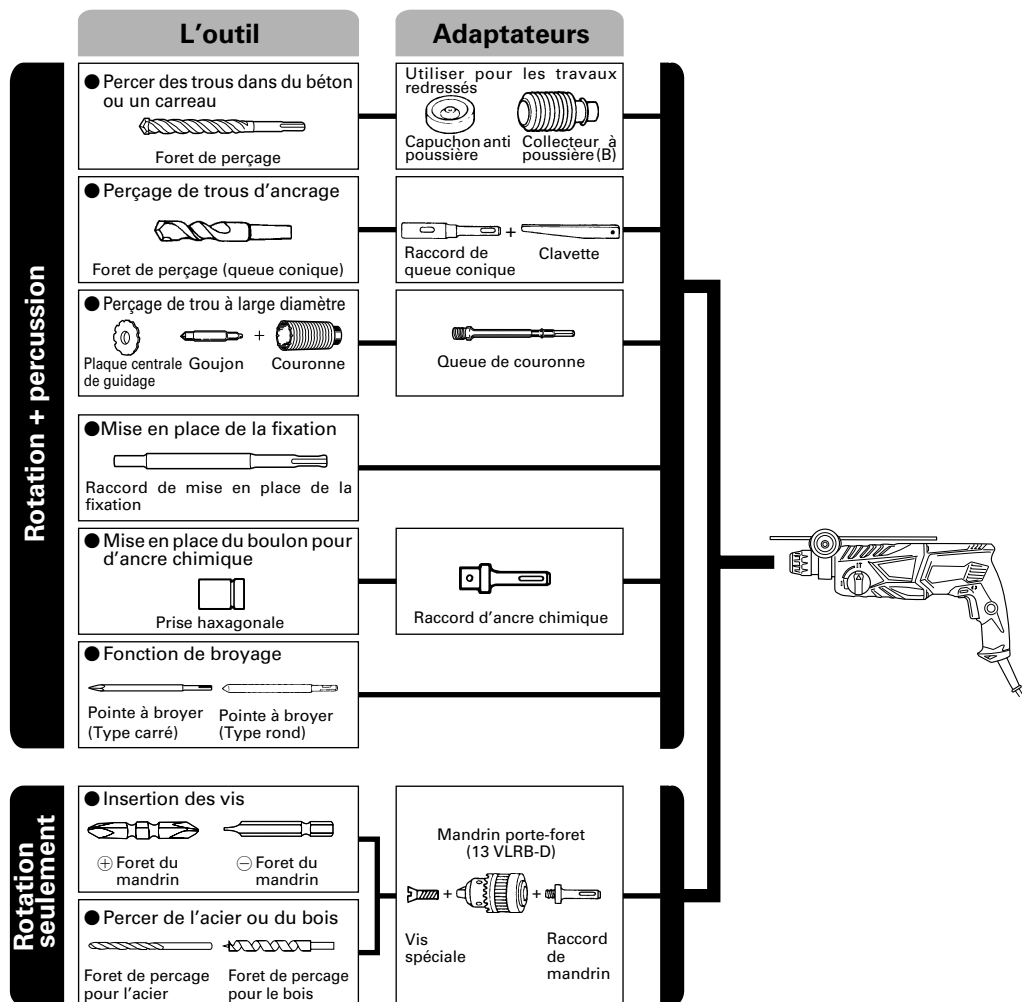 L'outil
Adaptateurs
Rotation + percussion
● Percer des trous dans du béton
ou un carreau
Foret de perçage
Utiliser pour les travaux
redressés
Capuchon anti
poussière
Collecteur à
poussière (B)
● Perçage de trous d'ancrage
Foret de perçage (queue conique)
+
Raccord de
queue conique
Clavette
● Perçage de trou à large diamètre
+
Plaque centrale
de guidage
Goujon
Couronne
Queue de couronne
●Mise en place de la fixation
Raccord de mise en place de la
fixation
● Mise en place du boulon pour
d'ancre chimique
Prise haxagonale
Raccord d'ancre chimique
● Fonction de broyage
Pointe à broyer
(Type carré)
Pointe à broyer
(Type rond)
Rotation
seulement
● Insertion des vis
⊕ Foret du
mandrin
⊖ Foret du
mandrin
● Percer de l'acier ou du bois
Foret de percage
pour l'acier
Foret de percage
pour le bois
Mandrin porte-foret
(13 VLRB-D)
+ +
Vis
spéciale
Raccord
de
mandrin